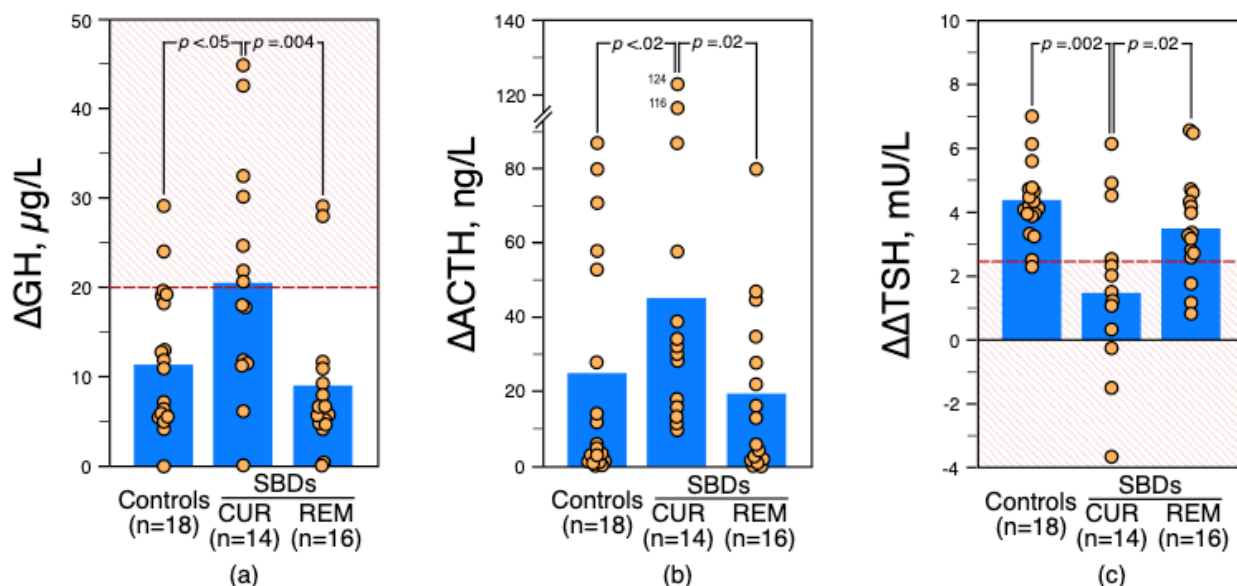 ΔGH, µg/L
50
40
30
20
10
0
p <.05
p =.004
Controls
(n=18)
SBDs
CUR
(n=14)
REM
(n=16)
(a)
ΔACTH, ng/L
140
120
80
60
40
20
0
p <.02
p =.02
124
116
Controls
(n=18)
SBDs
CUR
(n=14)
REM
(n=16)
(b)
ΔΔTSH, mU/L
10
8
6
4
2
0
-2
-4
p =.002
p =.02
Controls
(n=18)
SBDs
CUR
(n=14)
REM
(n=16)
(c)